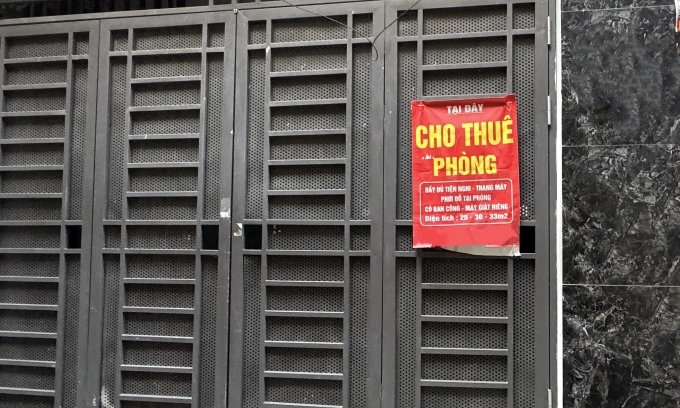 TẠI ĐÂY
CHO THUÊ
PHÒNG
ĐẦY ĐỦ TIỆN NGHI - THANG MÁY
PHƠI ĐỒ TẠI PHÒNG
CÓ BAN CÔNG - MÁY GIẶT RIÊNG
Diện tích : 25 - 30 - 33m2